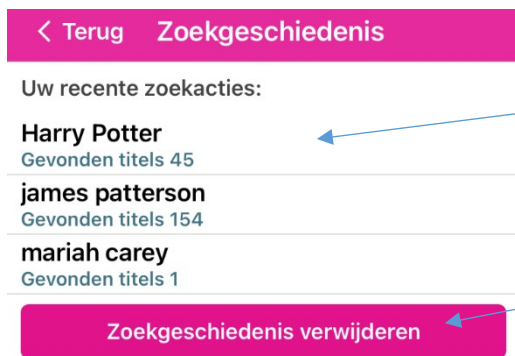 Terug Zoekgeschiedenis
Uw recente zoekacties:
Harry Potter
Gevonden titels 45
james patterson
Gevonden titels 154
mariah carey
Gevonden titels 1
Zoekgeschiedenis verwijderen